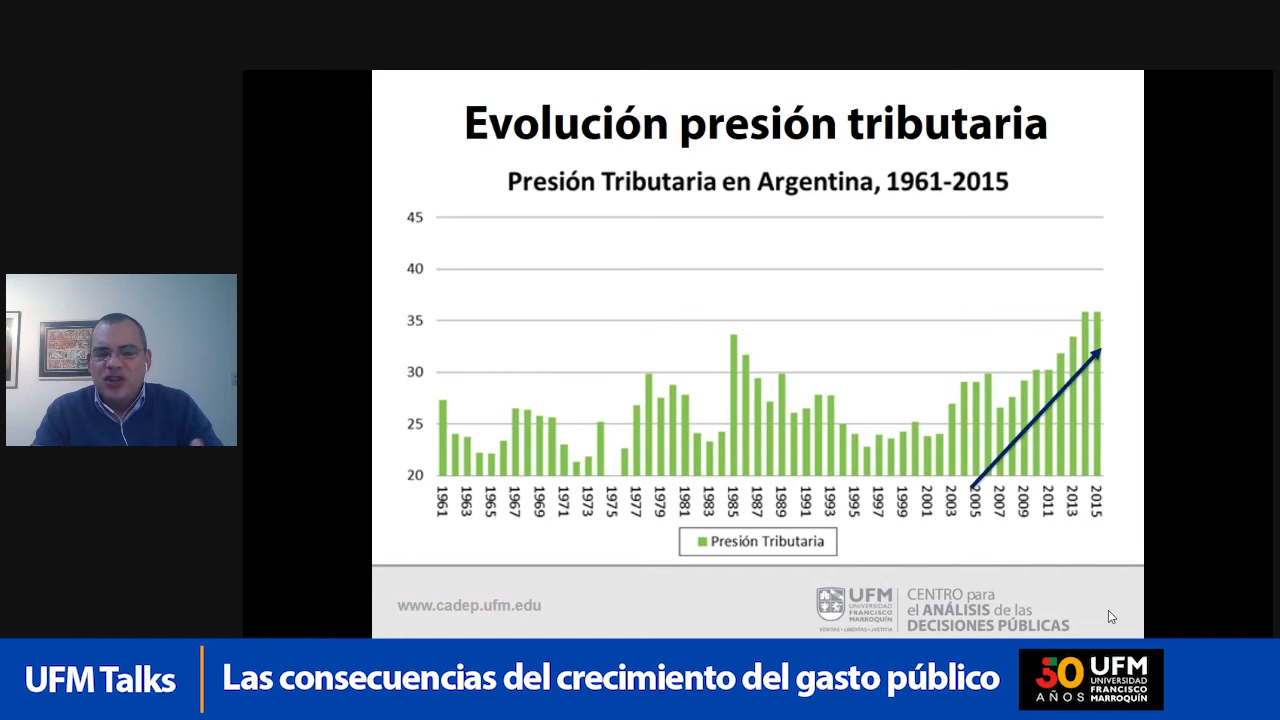 Evolución presión tributaria
Presión Tributaria en Argentina, 1961-2015
45
40
35
30
25
20
1961 1963 1965 1967 1969 1971 1973 1975 1977 1979 1981 1983 1985 1987 1989 1991 1993 1995 1997 1999 2001 2003 2005 2007 2009 2011 2013 2015
Presión Tributaria
www.cadep.ufm.edu
UFM
UNIVERSIDAD
FRANCISCO
MARROQUÍN
VERITAS • LIBERTAS • JUSTITIA
CENTRO para
el ANÁLISIS de las
DECISIONES PÚBLICAS
UFM Talks
Las consecuencias del crecimiento del gasto público
50
AÑOS
UFM
UNIVERSIDAD
FRANCISCO
MARROQUÍN